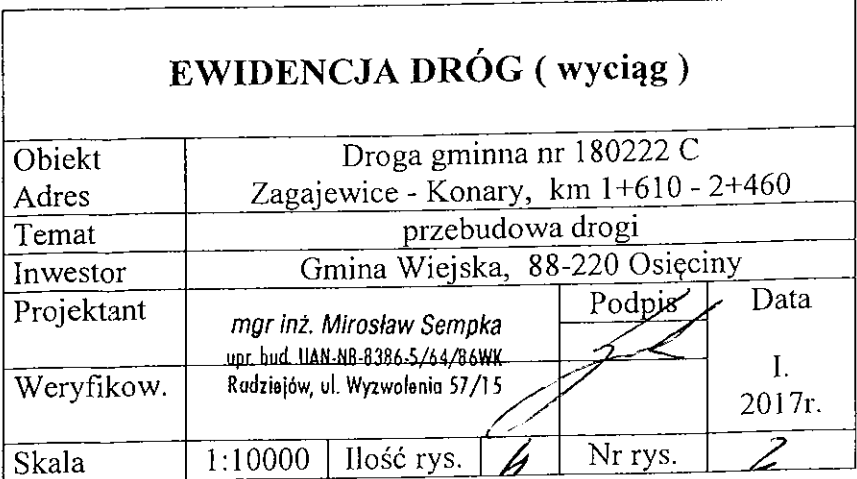 EWIDENCJA DRÓG ( wyciąg )
Obiekt Droga gminna nr 180222 C
Adres Zagajewice - Konary, km 1+610 - 2+460
Temat przebudowa drogi
Inwestor Gmina Wiejska, 88-220 Osięciny
Projektant mgr inż. Mirosław Sempka Podpis Data
upr. bud. UAN-NB-8386-5/64/86WK
Weryfikow. Radziejów, ul. Wyzwolenia 57/15 I.
2017r.
Skala 1:10000 Ilość rys. 4 Nr rys. 2